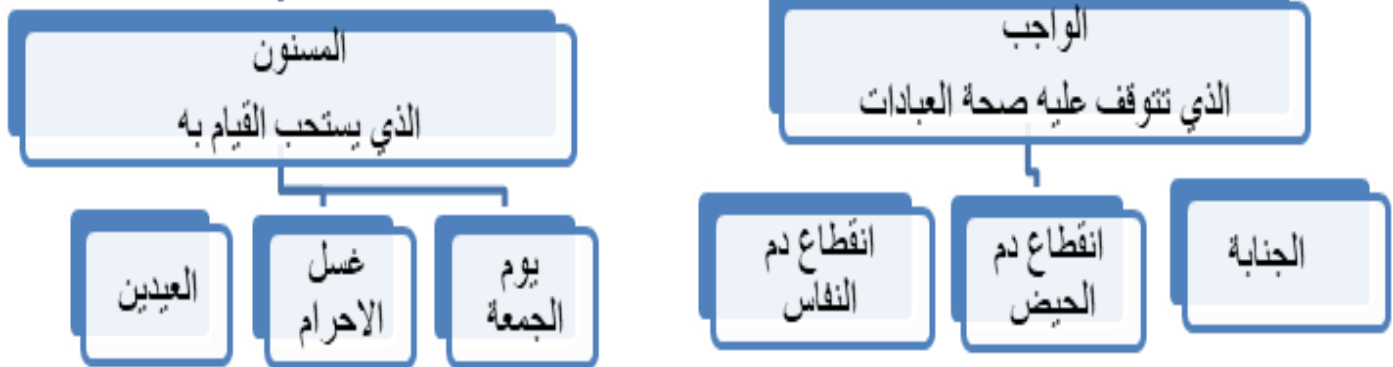 الواجب
الذي تتوقف عليه صحة العبادات
المسنون
الذي يستحب القيام به
الجنابة
انقطاع دم
الحيض
انقطاع دم
النفاس
يوم
الجمعة
غسل
الاحرام
العيدين